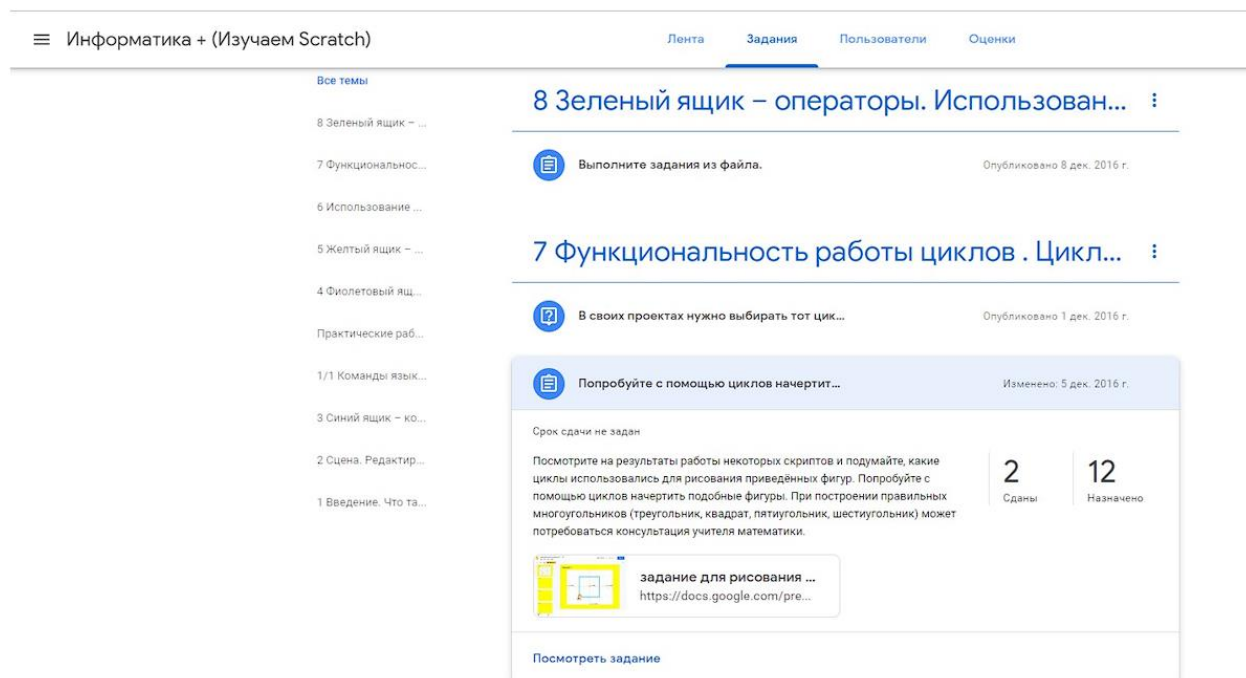 Информатика + (Изучаем Scratch)
Лента
Задания
Пользователи
Оценки
Все темы
8 Зеленый ящик – ...
7 Функциональнос...
6 Использование ...
5 Желтый ящик – ...
4 Фиолетовый ящ...
Практические раб...
1/1 Команды язык...
3 Синий ящик – ко...
2 Сцена. Редактир...
1 Введение. Что та...
8 Зеленый ящик – операторы. Использован...
Выполните задания из файла.
Опубликовано 8 дек. 2016 г.
7 Функциональность работы циклов . Цикл...
В своих проектах нужно выбирать тот цик...
Опубликовано 1 дек. 2016 г.
Попробуйте с помощью циклов начертит...
Изменено: 5 дек. 2016 г.
Срок сдачи не задан
Посмотрите на результаты работы некоторых скриптов и подумайте, какие
циклы использовались для рисования приведённых фигур. Попробуйте с
помощью циклов начертить подобные фигуры. При построении правильных
многоугольников (треугольник, квадрат, пятиугольник, шестиугольник) может
потребоваться консультация учителя математики.
2
Сданы
12
Назначено
задание для рисования ...
https://docs.google.com/pre...
Посмотреть задание